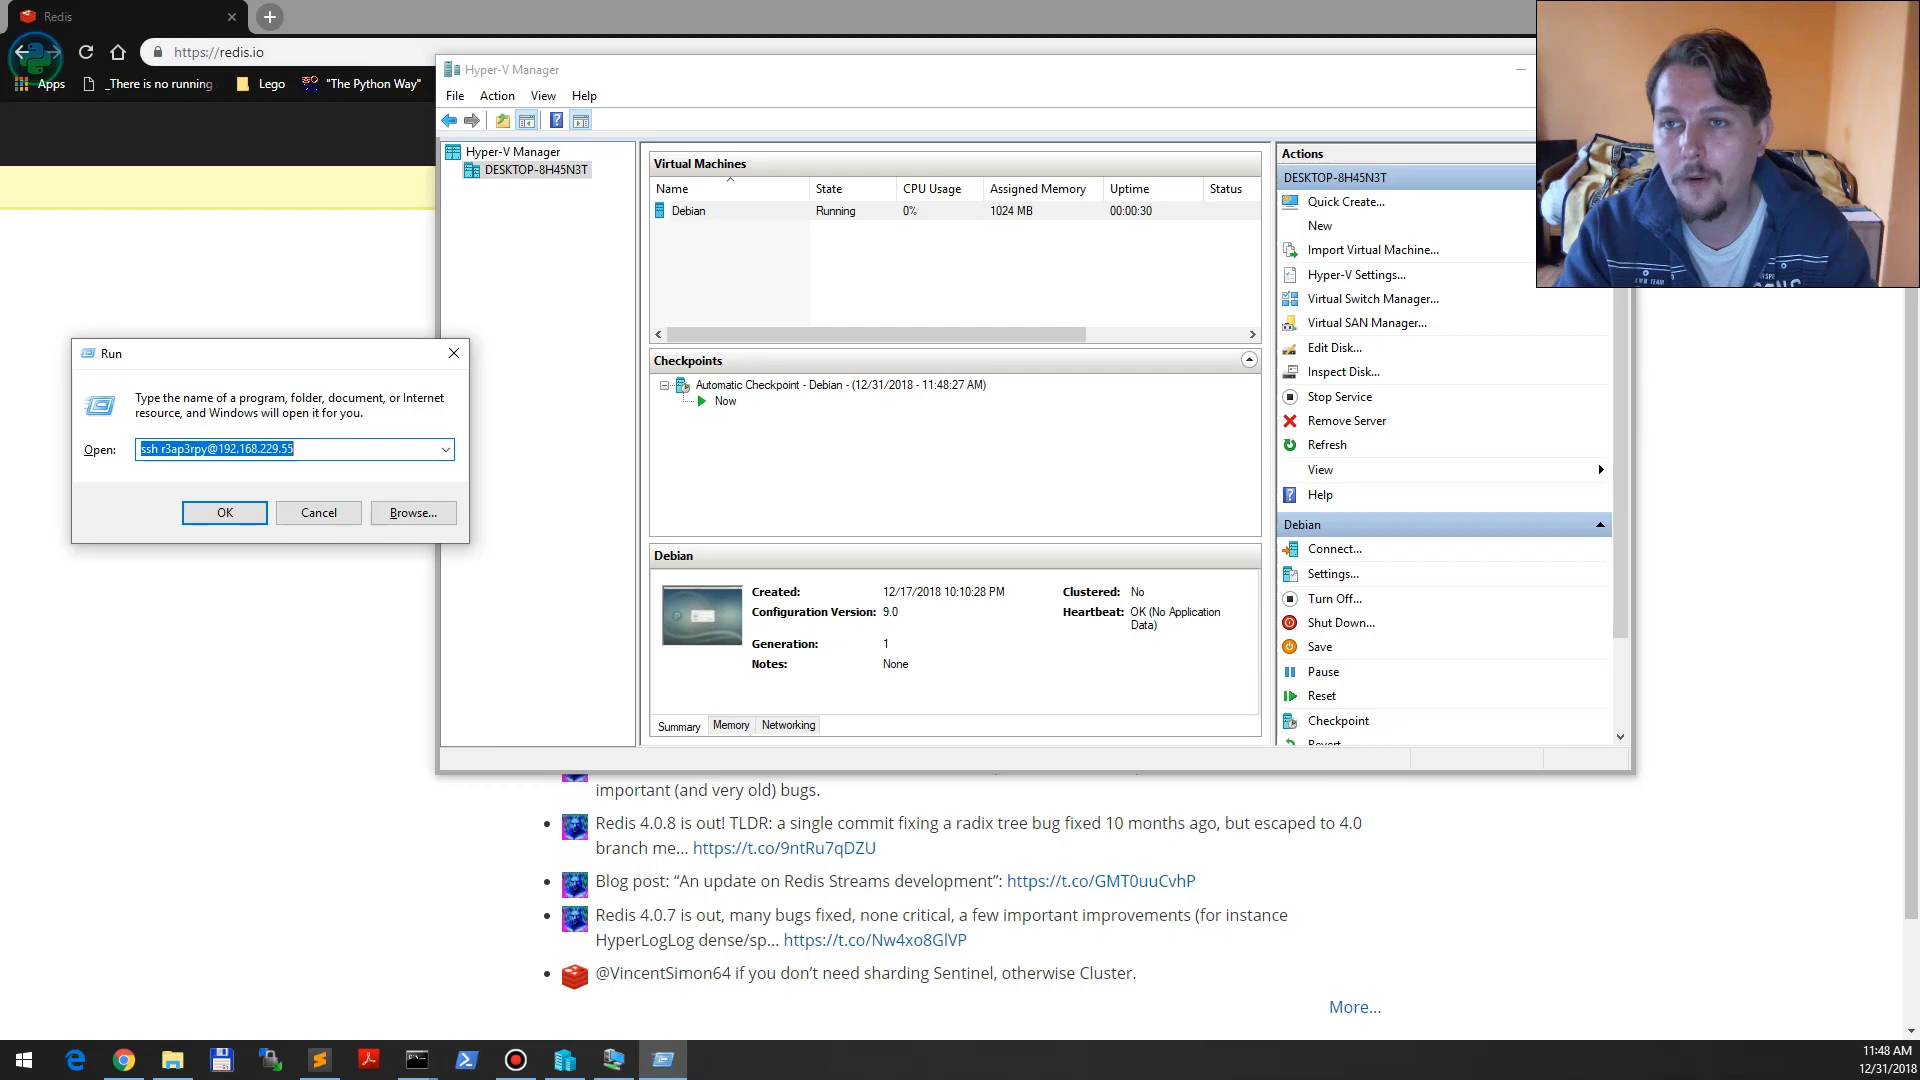 Redis
https://redis.io
Apps
_There is no running
Lego
"The Python Way"
Hyper-V Manager
File Action View Help
Hyper-V Manager
DESKTOP-8H45N3T
Virtual Machines
Name State CPU Usage Assigned Memory Uptime Status
Debian Running 0% 1024 MB 00:00:30
Checkpoints
Automatic Checkpoint - Debian - (12/31/2018 - 11:48:27 AM)
Now
Debian
Created: 12/17/2018 10:10:28 PM Clustered: No
Configuration Version: 9.0 Heartbeat: OK (No Application
Data)
Generation: 1
Notes: None
Summary Memory Networking
Actions
DESKTOP-8H45N3T
Quick Create...
New
Import Virtual Machine...
Hyper-V Settings...
Virtual Switch Manager...
Virtual SAN Manager...
Edit Disk...
Inspect Disk...
Stop Service
Remove Server
Refresh
View
Help
Debian
Connect...
Settings...
Turn Off...
Shut Down...
Save
Pause
Reset
Checkpoint
Revert
Run
Type the name of a program, folder, document, or Internet
resource, and Windows will open it for you.
Open: ssh r3ap3rpy@192.168.229.55
OK Cancel Browse...
important (and very old) bugs.
Redis 4.0.8 is out! TLDR: a single commit fixing a radix tree bug fixed 10 months ago, but escaped to 4.0
branch me... https://t.co/9ntRu7qDZU
Blog post: “An update on Redis Streams development”: https://t.co/GMT0uuCvhP
Redis 4.0.7 is out, many bugs fixed, none critical, a few important improvements (for instance
HyperLogLog dense/sp... https://t.co/Nw4xo8GlVP
@VincentSimon64 if you don’t need sharding Sentinel, otherwise Cluster.
More...
11:48 AM
12/31/2018